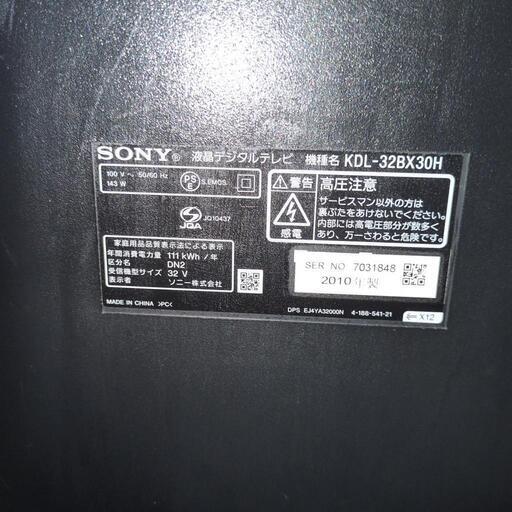 SONY® 液晶デジタルテレビ 機種名 KDL-32BX30H
100 V ~ 50/60 Hz
143 W
PS E
S.EMOS.
JQA
JQ10437
家庭用品品質表示法による表示
年間消費電力量 111 kWh / 年
区分名 DN2
受信機型サイズ 32 V
表示者 ソニー株式会社
MADE IN CHINA >PC<
警告 高圧注意
感電
サービスマン以外の方は
裏ぶたをあけないでください。
内部には高電圧部分が数多く
あり、万一さわると危険です。
SER NO 7031848
2010年製
DPS EJ4YA32000N 4-188-541-21
X12